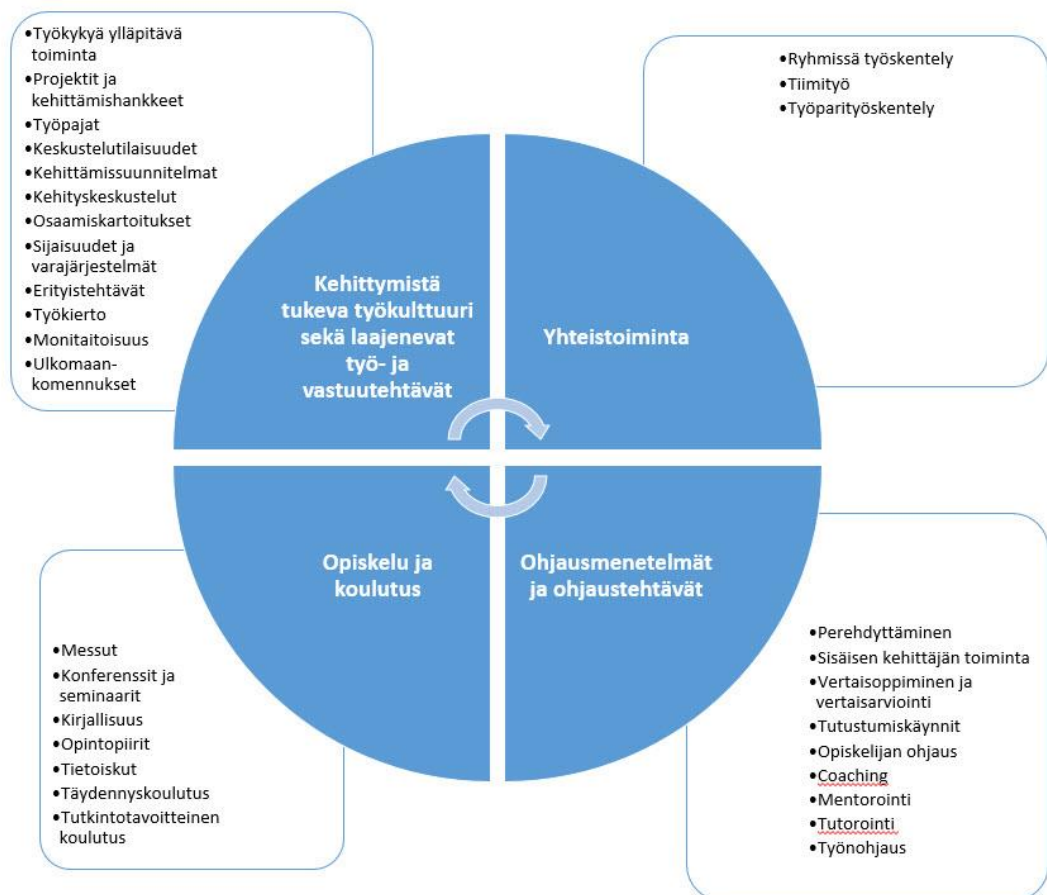 •Työkykyä ylläpitävä
toiminta
•Projektit ja
kehittämishankkeet
•Työpajat
•Keskustelutilaisuudet
•Kehittämissuunnitelmat
•Kehityskeskustelut
•Osaamiskartoitukset
•Sijaisuudet ja
varajärjestelmät
•Erityistehtävät
•Työkierto
•Monitaitoisuus
•Ulkomaan-
komennukset
•Ryhmissä työskentely
•Tiimityö
•Työparityöskentely
Kehittymistä
tukeva työkulttuuri
sekä laajenevat
työ- ja
vastuutehtävät
Yhteistoiminta
Opiskelu ja
koulutus
Ohjausmenetelmät
ja ohjaustehtävät
•Messut
•Konferenssit ja
seminaarit
•Kirjallisuus
•Opintopiirit
•Tietoiskut
•Täydennyskoulutus
•Tutkintotavoitteinen
koulutus
•Perehdyttäminen
•Sisäisen kehittäjän toiminta
•Vertaisoppiminen ja
vertaisarviointi
•Tutustumiskäynnit
•Opiskelijan ohjaus
•Coaching
•Mentorointi
•Tutorointi
•Työnohjaus